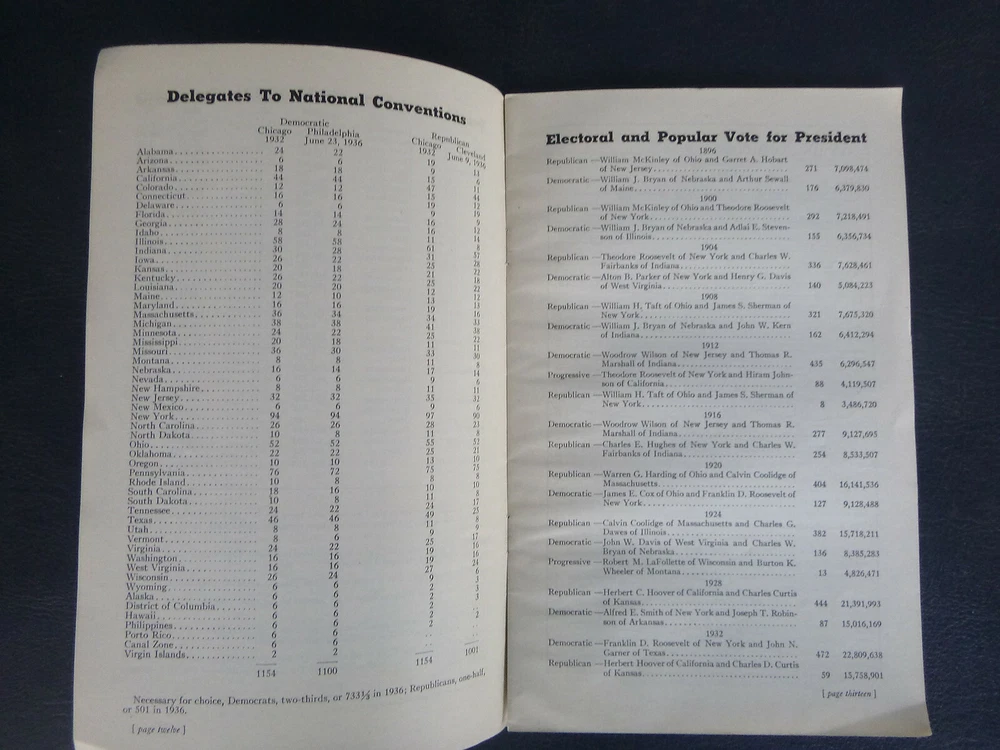 Delegates To National Conventions
Democratic Republican
Chicago Philadelphia Chicago Cleveland
1932 June 23, 1936 1932 June 9, 1936
Alabama 24 22 19 13
Arizona 6 6 9 6
Arkansas 18 18 15 11
California 44 44 47 44
Colorado 12 12 15 12
Connecticut 16 16 19 19
Delaware 6 6 9 9
Florida 14 14 16 12
Georgia 28 24 16 14
Idaho 8 8 11 8
Illinois 58 58 61 57
Indiana 30 28 31 28
Iowa 26 22 25 22
Kansas 20 18 21 18
Kentucky 26 22 25 22
Louisiana 20 20 12 12
Maine 12 10 13 13
Maryland 16 16 19 16
Massachusetts 36 34 34 33
Michigan 38 38 41 38
Minnesota 24 22 25 22
Mississippi 20 18 11 11
Missouri 36 30 33 30
Montana 8 8 11 8
Nebraska 16 14 17 14
Nevada 6 6 9 6
New Hampshire 8 8 11 11
New Jersey 32 32 35 32
New Mexico 6 6 9 6
New York 94 94 97 90
North Carolina 26 26 28 23
North Dakota 10 8 11 8
Ohio 52 52 55 52
Oklahoma 22 22 25 21
Oregon 10 10 13 10
Pennsylvania 76 72 75 75
Rhode Island 10 8 8 8
South Carolina 18 16 10 10
South Dakota 10 8 11 8
Tennessee 24 22 24 17
Texas 46 46 49 25
Utah 8 8 11 8
Vermont 8 6 9 9
Virginia 24 22 25 17
Washington 16 16 19 16
West Virginia 16 16 19 16
Wisconsin 26 24 27 24
Wyoming 6 6 9 6
Alaska 6 6 2 3
District of Columbia 6 6 2 3
Hawaii 6 6 2 3
Philippines 6 6 2 ..
Porto Rico 6 6 2 2
Canal Zone 6 6 .. ..
Virgin Islands 2 2 .. ..
1154 1100 1154 1001
Necessary for choice, Democrats, two-thirds, or 733⅓ in 1936; Republicans, one-half,
or 501 in 1936.
[ page twelve ]
Electoral and Popular Vote for President
1896
Republican —William McKinley of Ohio and Garret A. Hobart
of New Jersey 271 7,098,474
Democratic —William J. Bryan of Nebraska and Arthur Sewall
of Maine 176 6,379,830
1900
Republican —William McKinley of Ohio and Theodore Roosevelt
of New York 292 7,218,491
Democratic —William J. Bryan of Nebraska and Adlai E. Steven-
son of Illinois 155 6,356,734
1904
Republican —Theodore Roosevelt of New York and Charles W.
Fairbanks of Indiana 336 7,628,461
Democratic —Alton B. Parker of New York and Henry G. Davis
of West Virginia 140 5,084,223
1908
Republican —William H. Taft of Ohio and James S. Sherman of
New York 321 7,675,320
Democratic —William J. Bryan of Nebraska and John W. Kern
of Indiana 162 6,412,294
1912
Democratic —Woodrow Wilson of New Jersey and Thomas R.
Marshall of Indiana 435 6,296,547
Progressive —Theodore Roosevelt of New York and Hiram John-
son of California 88 4,119,507
Republican —William H. Taft of Ohio and James S. Sherman of
New York 8 3,486,720
1916
Democratic —Woodrow Wilson of New Jersey and Thomas R.
Marshall of Indiana 277 9,127,695
Republican —Charles E. Hughes of New York and Charles W.
Fairbanks of Indiana 254 8,533,507
1920
Republican —Warren G. Harding of Ohio and Calvin Coolidge of
Massachusetts 404 16,141,536
Democratic —James E. Cox of Ohio and Franklin D. Roosevelt of
New York 127 9,128,488
1924
Republican —Calvin Coolidge of Massachusetts and Charles G.
Dawes of Illinois 382 15,718,211
Democratic —John W. Davis of West Virginia and Charles W.
Bryan of Nebraska 136 8,385,283
Progressive —Robert M. LaFollette of Wisconsin and Burton K.
Wheeler of Montana 13 4,826,471
1928
Republican —Herbert C. Hoover of California and Charles Curtis
of Kansas 444 21,391,993
Democratic —Alfred E. Smith of New York and Joseph T. Robin-
son of Arkansas 87 15,016,169
1932
Democratic —Franklin D. Roosevelt of New York and John N.
Garner of Texas 472 22,809,638
Republican —Herbert Hoover of California and Charles D. Curtis
of Kansas 59 15,758,901
[ page thirteen ]